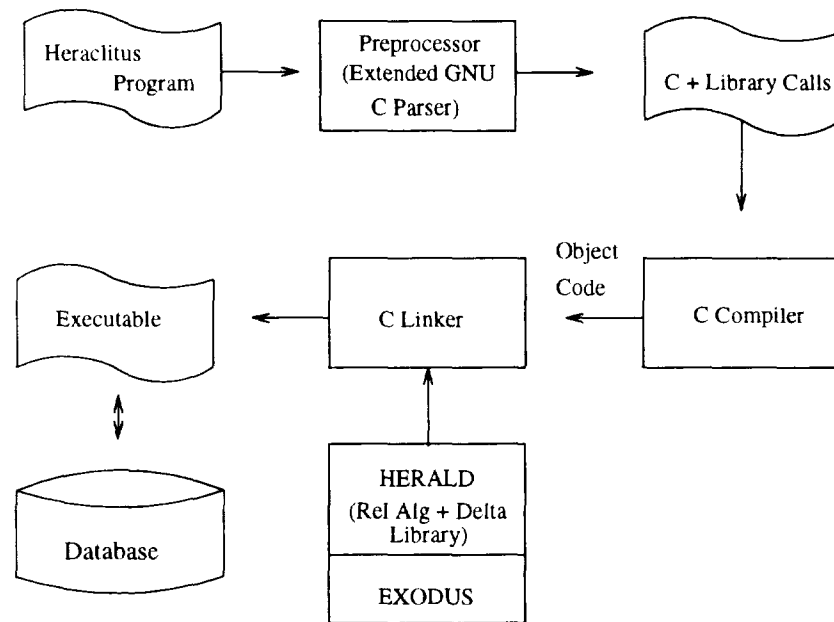 Heraclitus
Program
Preprocessor
(Extended GNU
C Parser)
C + Library Calls
Object
Code
Executable
C Linker
C Compiler
HERALD
(Rel Alg + Delta
Library)
Database
EXODUS